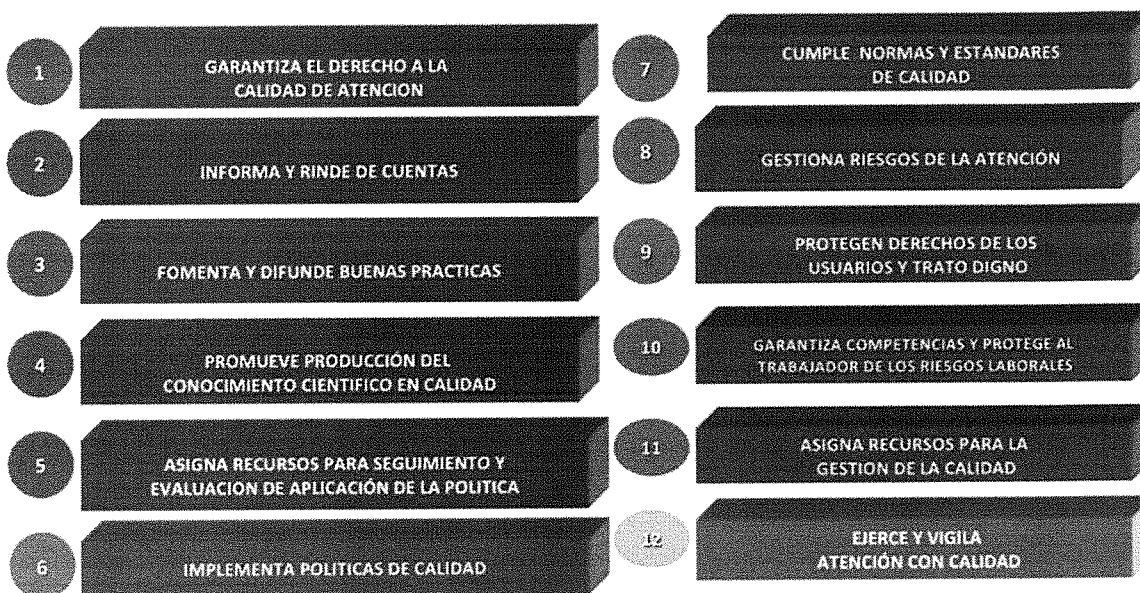 1
GARANTIZA EL DERECHO A LA
CALIDAD DE ATENCION
2
INFORMA Y RINDE DE CUENTAS
3
FOMENTA Y DIFUNDE BUENAS PRACTICAS
4
PROMUEVE PRODUCCIÓN DEL
CONOCIMIENTO CIENTIFICO EN CALIDAD
5
ASIGNA RECURSOS PARA SEGUIMIENTO Y
EVALUACION DE APLICACIÓN DE LA POLITICA
6
IMPLEMENTA POLITICAS DE CALIDAD
7
CUMPLE NORMAS Y ESTANDARES
DE CALIDAD
8
GESTIONA RIESGOS DE LA ATENCIÓN
9
PROTEGEN DERECHOS DE LOS
USUARIOS Y TRATO DIGNO
10
GARANTIZA COMPETENCIAS Y PROTEGE AL
TRABAJADOR DE LOS RIESGOS LABORALES
11
ASIGNA RECURSOS PARA LA
GESTION DE LA CALIDAD
12
EJERCE Y VIGILA
ATENCIÓN CON CALIDAD